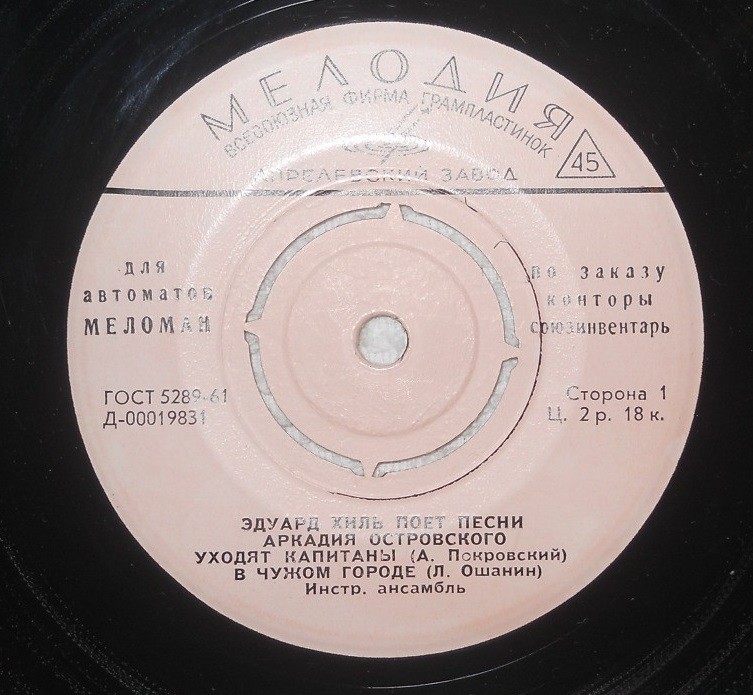 МЕЛОДИЯ
ВСЕСОЮЗНАЯ ФИРМА ГРАМПЛАСТИНОК
АПРЕЛЕВСКИЙ ЗАВОД
45
для
автоматов
МЕЛОМАН
по заказу
конторы
союзинвентарь
ГОСТ 5289-61
Д-00019831
Сторона 1
Ц. 2 р. 18 к.
ЭДУАРД ХИЛЬ ПОЕТ ПЕСНИ
АРКАДИЯ ОСТРОВСКОГО
УХОДЯТ КАПИТАНЫ (А. Покровский)
В ЧУЖОМ ГОРОДЕ (Л. Ошанин)
Инстр. ансамбль